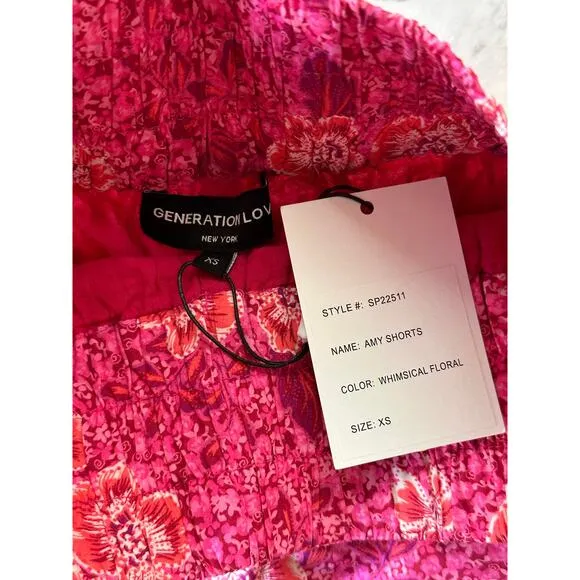 GENERATION LOV
NEW YORK
XS
STYLE #: SP22511
NAME: AMY SHORTS
COLOR: WHIMSICAL FLORAL
SIZE: XS